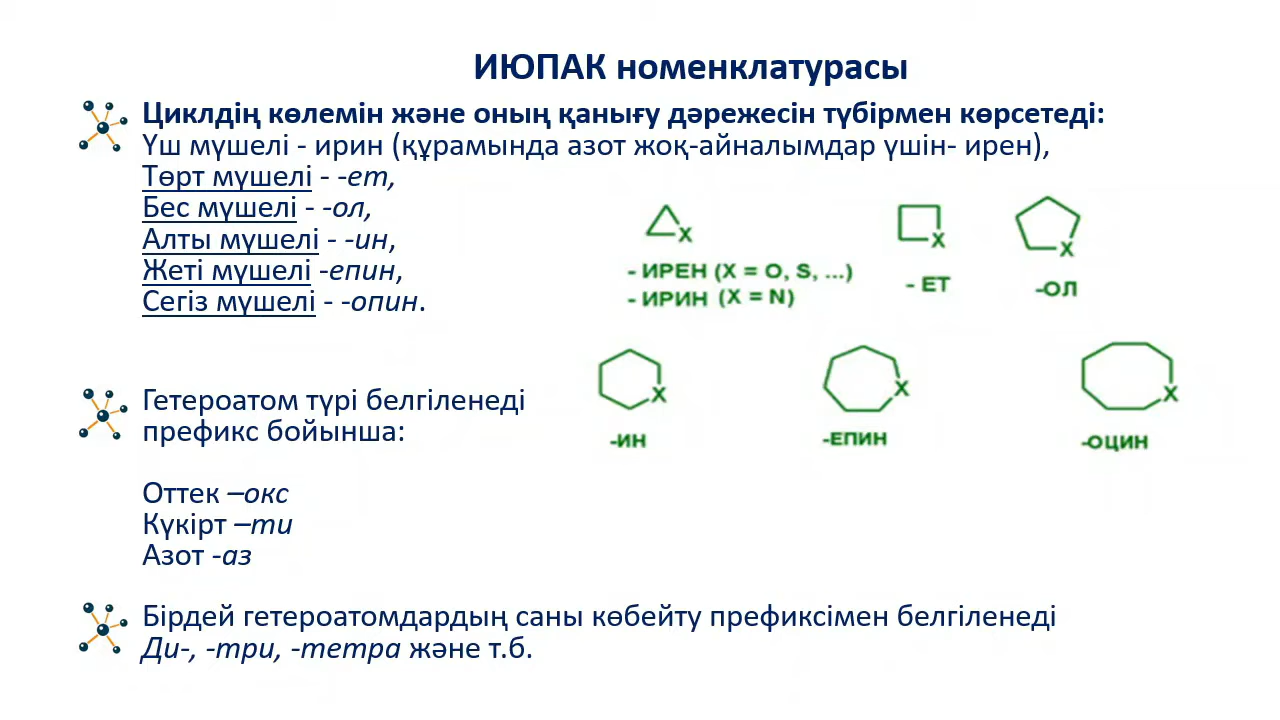 ИЮПАК номенклатурасы
Циклдің көлемін және оның қанығу дәрежесін түбірмен көрсетеді:
Үш мүшелі - ирин (құрамында азот жоқ-айналымдар үшін- ирен),
Төрт мүшелі - -ет,
Бес мүшелі - -ол,
Алты мүшелі - -ин,
Жеті мүшелі -епин,
Сегіз мүшелі - -опин.
X
- ИРЕН (X = O, S, ...)
- ИРИН (X = N)
X
- ЕТ
X
-ОЛ
X
-ИН
X
-ЕПИН
X
-ОЦИН
Гетероатом түрі белгіленеді
префикс бойынша:
Оттек –окс
Күкірт –ти
Азот -аз
Бірдей гетероатомдардың саны көбейту префиксімен белгіленеді
Ди-, -три, -тетра және т.б.